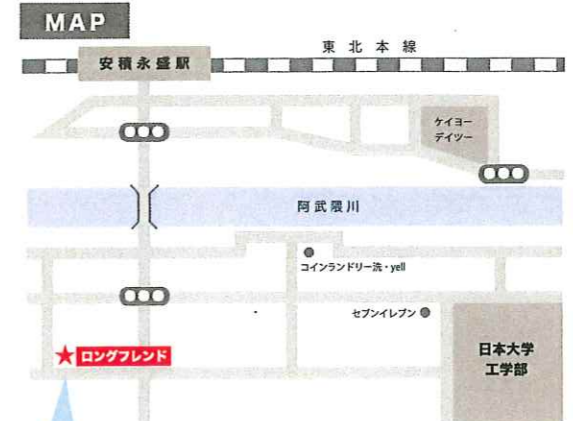 MAP
東北本線
安積永盛駅
ケイヨー
デイツー
阿武隈川
コインランドリー洗・yell
セブンイレブン
★ロングフレンド
日本大学
工学部